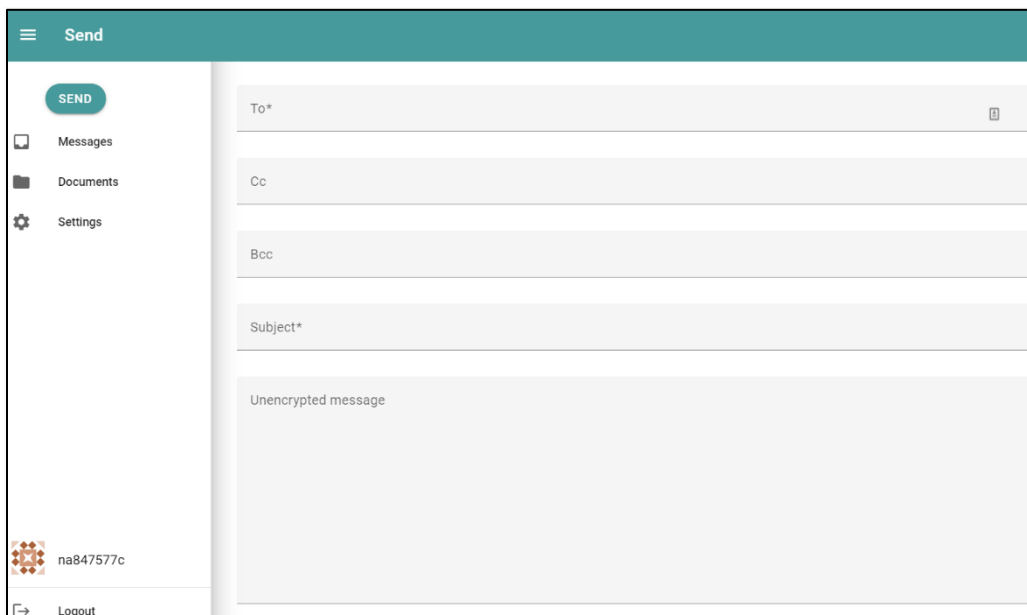 Send
SEND
Messages
Documents
Settings
na847577c
Logout
To*
Cc
Bcc
Subject*
Unencrypted message